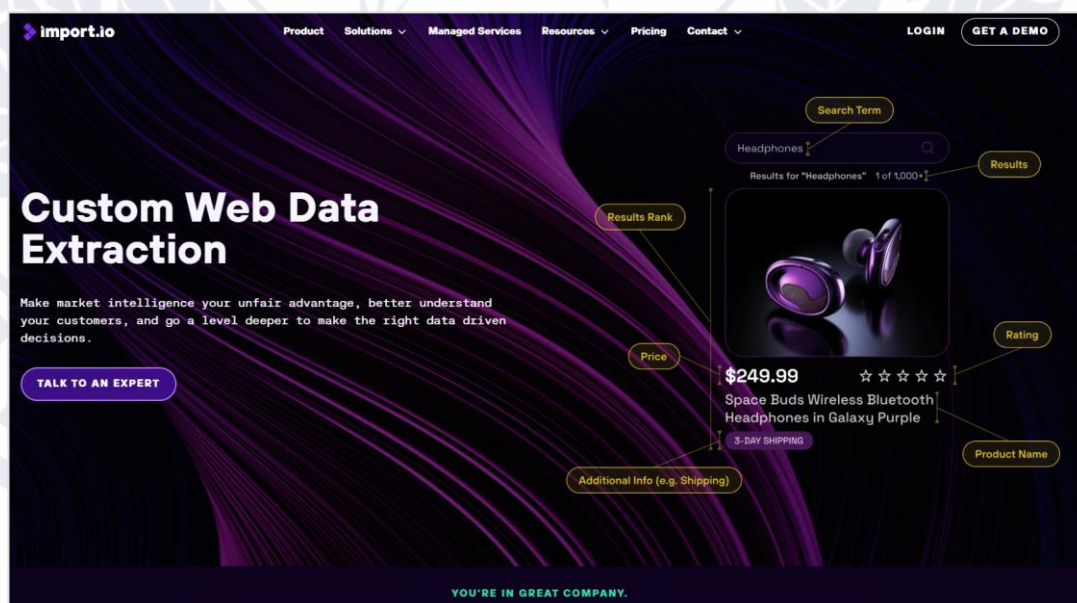 import.io
Product Solutions Managed Services Resources Pricing Contact
LOGIN GET A DEMO
Custom Web Data
Extraction
Make market intelligence your unfair advantage, better understand
your customers, and go a level deeper to make the right data driven
decisions.
TALK TO AN EXPERT
Search Term
Headphones
Results
Results for "Headphones" 1 of 1,000+
Results Rank
Price
Rating
$249.99
Space Buds Wireless Bluetooth
Headphones in Galaxy Purple
3-DAY SHIPPING
Product Name
Additional Info (e.g. Shipping)
YOU'RE IN GREAT COMPANY.